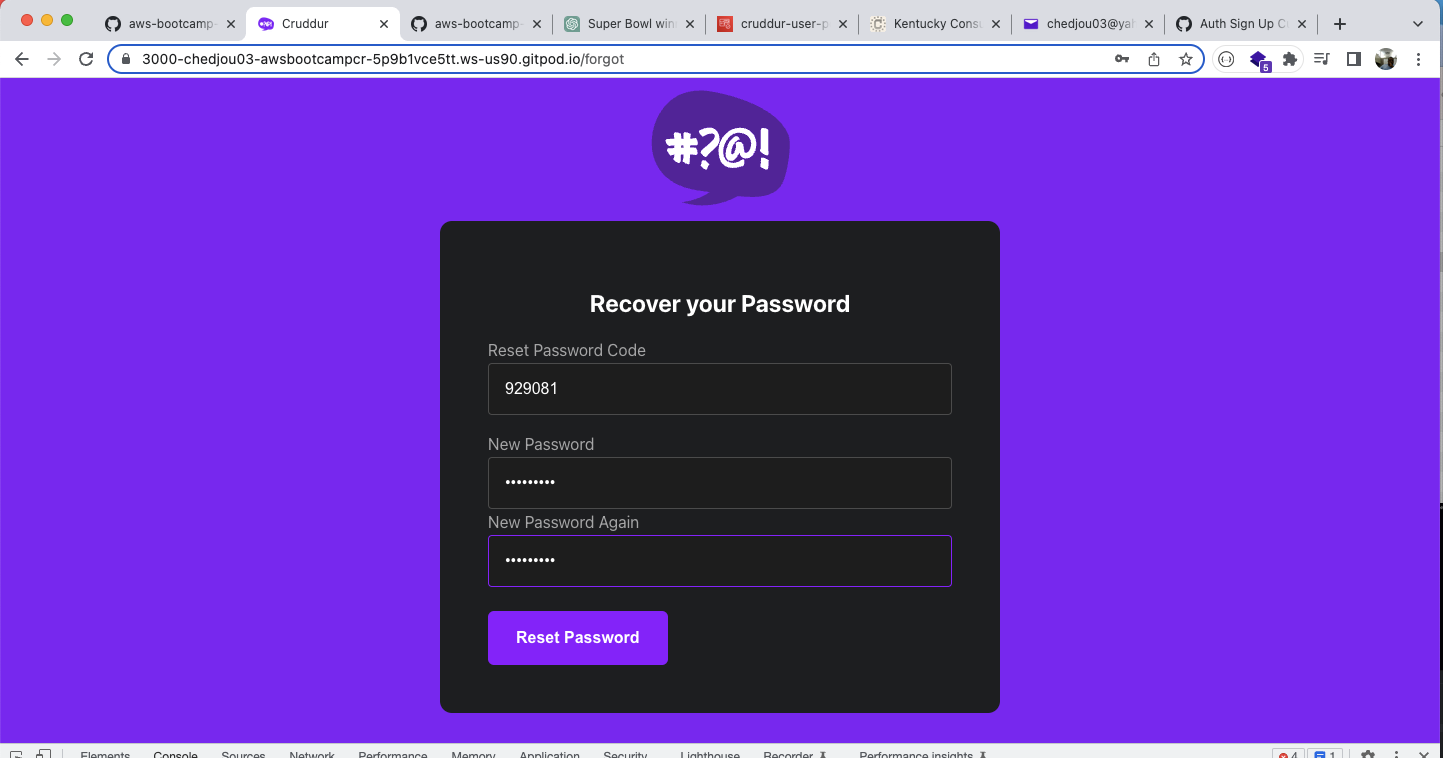 aws-bootcamp-
Cruddur
aws-bootcamp-
Super Bowl win
cruddur-user-p
Kentucky Consu
chedjou03@yah
Auth Sign Up C
3000-chedjou03-awsbootcampcr-5p9b1vce5tt.ws-us90.gitpod.io/forgot
5
#?@!
Recover your Password
Reset Password Code
929081
New Password
•••••••••
New Password Again
•••••••••
Reset Password
Elements Console Sources Network Performance Memory Application Security Lighthouse Recorder Performance insights 4 1